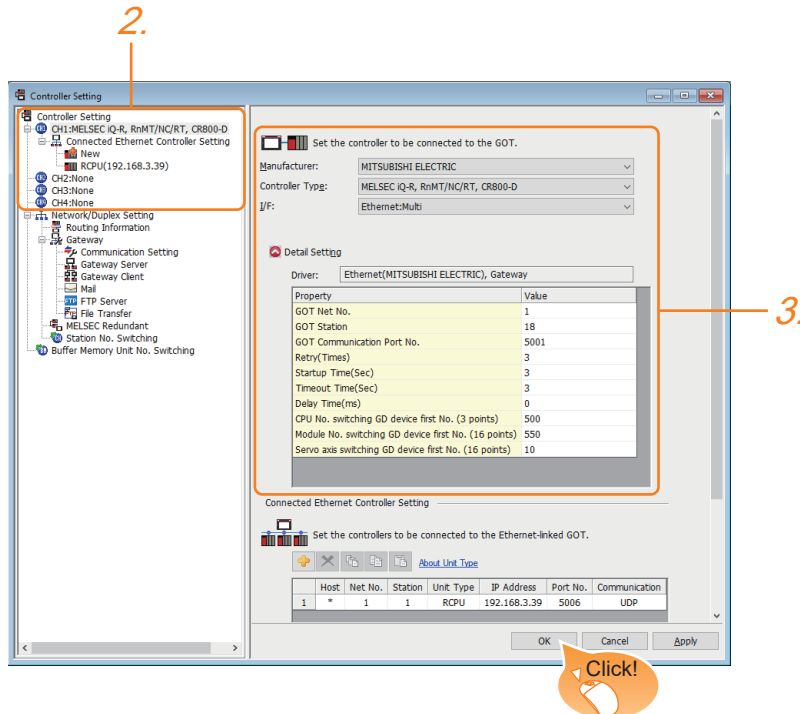 2.
Controller Setting
Controller Setting
CH1:MELSEC iQ-R, RnMT/NC/RT, CR800-D
Connected Ethernet Controller Setting
New
RCPU(192.168.3.39)
CH2:None
CH3:None
CH4:None
Network/Duplex Setting
Routing Information
Gateway
Communication Setting
Gateway Server
Gateway Client
Mail
FTP Server
File Transfer
MELSEC Redundant
Station No. Switching
Buffer Memory Unit No. Switching
Set the controller to be connected to the GOT.
Manufacturer: MITSUBISHI ELECTRIC
Controller Type: MELSEC iQ-R, RnMT/NC/RT, CR800-D
I/F: Ethernet:Multi
Detail Setting
Driver: Ethernet(MITSUBISHI ELECTRIC), Gateway
Property Value
GOT Net No. 1
GOT Station 18
GOT Communication Port No. 5001
Retry(Times) 3
Startup Time(Sec) 3
Timeout Time(Sec) 3
Delay Time(ms) 0
CPU No. switching GD device first No. (3 points) 500
Module No. switching GD device first No. (16 points) 550
Servo axis switching GD device first No. (16 points) 10
3.
Connected Ethernet Controller Setting
Set the controllers to be connected to the Ethernet-linked GOT.
About Unit Type
Host Net No. Station Unit Type IP Address Port No. Communication
1 * 1 1 RCPU 192.168.3.39 5006 UDP
OK Cancel Apply
Click!